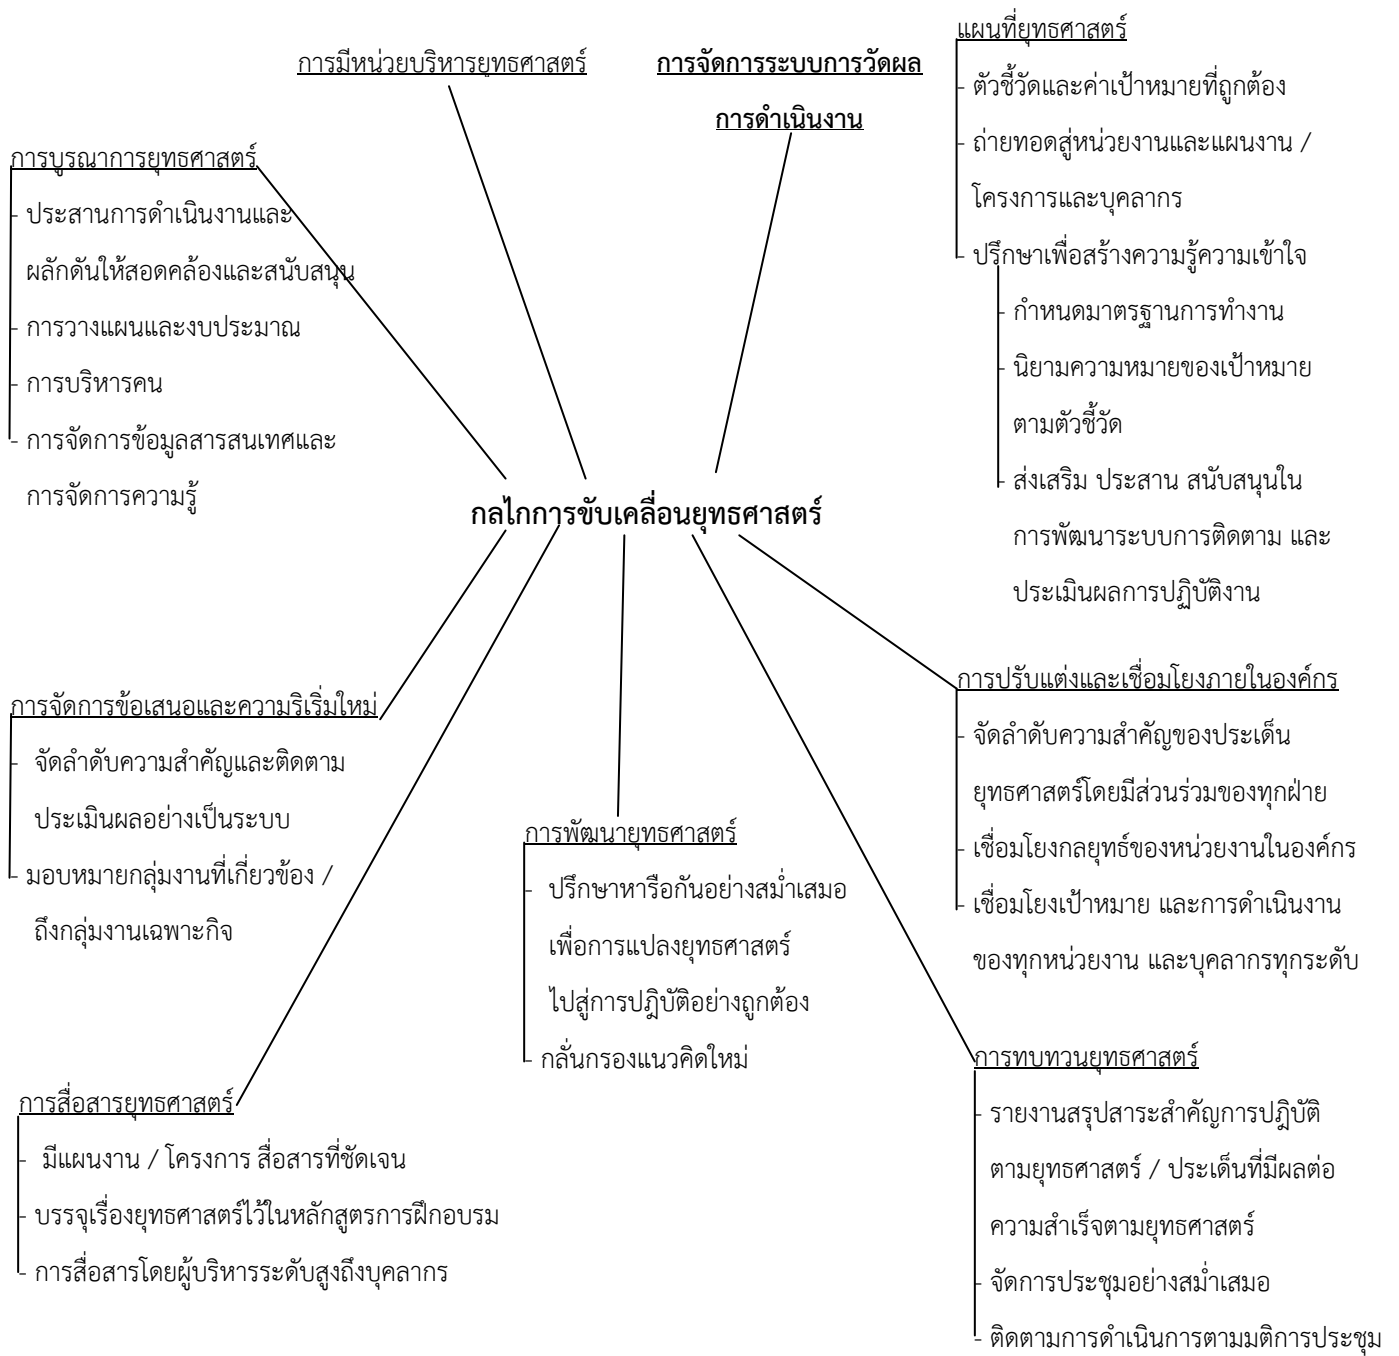 การมีหน่วยบริหารยุทธศาสตร์
การจัดการระบบการวัดผล
การดำเนินงาน
แผนที่ยุทธศาสตร์
- ตัวชี้วัดและค่าเป้าหมายที่ถูกต้อง
- ถ่ายทอดสู่หน่วยงานและแผนงาน /
โครงการและบุคลากร
- ปรึกษาเพื่อสร้างความรู้ความเข้าใจ
- กำหนดมาตรฐานการทำงาน
- นิยามความหมายของเป้าหมาย
ตามตัวชี้วัด
- ส่งเสริม ประสาน สนับสนุนใน
การพัฒนาระบบการติดตาม และ
ประเมินผลการปฏิบัติงาน
การบูรณาการยุทธศาสตร์
- ประสานการดำเนินงานและ
ผลักดันให้สอดคล้องและสนับสนุน
- การวางแผนและงบประมาณ
- การบริหารคน
- การจัดการข้อมูลสารสนเทศและ
การจัดการความรู้
กลไกการขับเคลื่อนยุทธศาสตร์
การจัดการข้อเสนอและความริเริ่มใหม่
- จัดลำดับความสำคัญและติดตาม
ประเมินผลอย่างเป็นระบบ
- มอบหมายกลุ่มงานที่เกี่ยวข้อง /
ถึงกลุ่มงานเฉพาะกิจ
การปรับแต่งและเชื่อมโยงภายในองค์กร
- จัดลำดับความสำคัญของประเด็น
ยุทธศาสตร์โดยมีส่วนร่วมของทุกฝ่าย
- เชื่อมโยงกลยุทธ์ของหน่วยงานในองค์กร
- เชื่อมโยงเป้าหมาย และการดำเนินงาน
ของทุกหน่วยงาน และบุคลากรทุกระดับ
การพัฒนายุทธศาสตร์
- ปรึกษาหารือกันอย่างสม่ำเสมอ
เพื่อการแปลงยุทธศาสตร์
ไปสู่การปฎิบัติอย่างถูกต้อง
- กลั่นกรองแนวคิดใหม่
การสื่อสารยุทธศาสตร์
- มีแผนงาน / โครงการ สื่อสารที่ชัดเจน
- บรรจุเรื่องยุทธศาสตร์ไว้ในหลักสูตรการฝึกอบรม
- การสื่อสารโดยผู้บริหารระดับสูงถึงบุคลากร
การทบทวนยุทธศาสตร์
- รายงานสรุปสาระสำคัญการปฎิบัติ
ตามยุทธศาสตร์ / ประเด็นที่มีผลต่อ
ความสำเร็จตามยุทธศาสตร์
- จัดการประชุมอย่างสม่ำเสมอ
- ติดตามการดำเนินการตามมติการประชุม